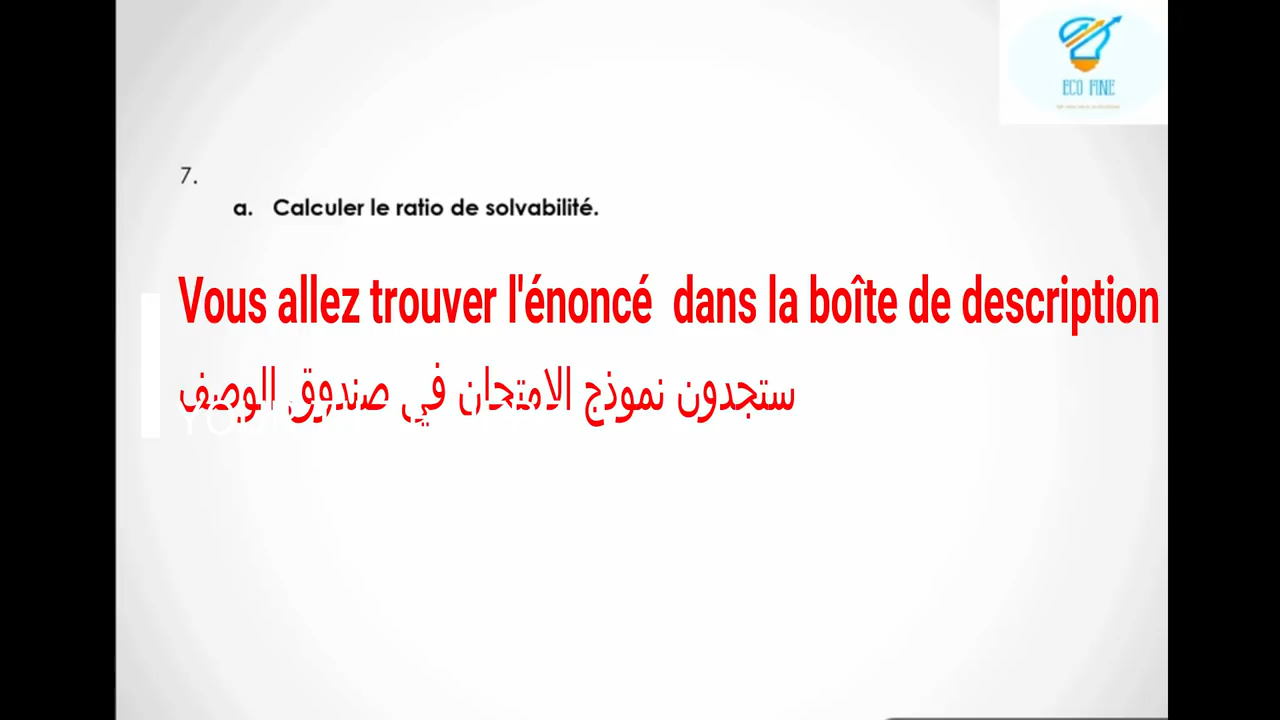 ECO FINE
7.
a. Calculer le ratio de solvabilité.
Vous allez trouver l'énoncé dans la boîte de description
ستجدون نموذج الامتحان في صندوق الوصف